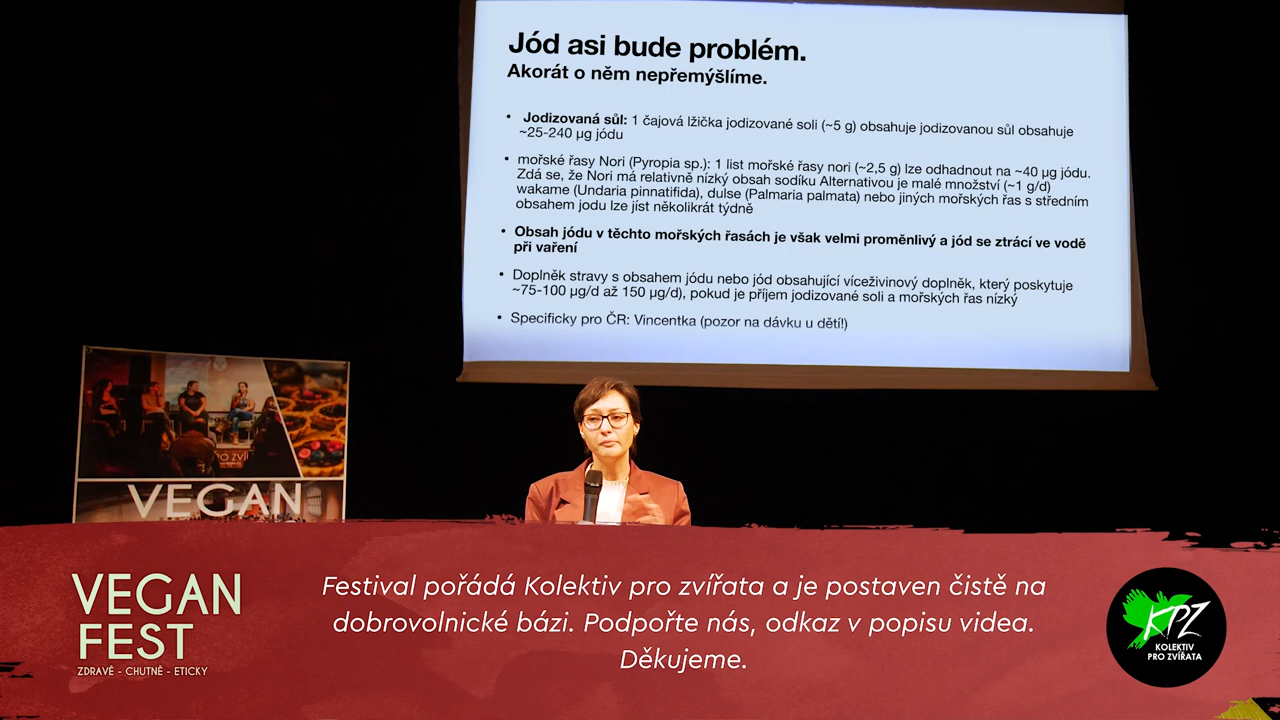 Jód asi bude problém.
Akorát o něm nepřemýšlíme.
• Jodizovaná sůl: 1 čajová lžička jodizované soli (~5 g) obsahuje jodizovanou sůl obsahuje
~25-240 µg jódu
• mořské řasy Nori (Pyropia sp.): 1 list mořské řasy nori (~2,5 g) lze odhadnout na ~40 µg jódu.
Zdá se, že Nori má relativně nízký obsah sodíku Alternativou je malé množství (~1 g/d)
wakame (Undaria pinnatifida), dulse (Palmaria palmata) nebo jiných mořských řas s středním
obsahem jodu lze jíst několikrát týdně
• Obsah jódu v těchto mořských řasách je však velmi proměnlivý a jód se ztrácí ve vodě
při vaření
• Doplněk stravy s obsahem jódu nebo jód obsahující víceživinový doplněk, který poskytuje
~75-100 µg/d až 150 µg/d), pokud je příjem jodizované soli a mořských řas nízký
• Specificky pro ČR: Vincentka (pozor na dávku u dětí!)
VEGAN
VEGAN
FEST
ZDRAVĚ - CHUTNĚ - ETICKY
Festival pořádá Kolektiv pro zvířata a je postaven čistě na
dobrovolnické bázi. Podpořte nás, odkaz v popisu videa.
Děkujeme.
KPZ
KOLEKTIV
PRO ZVÍŘATA